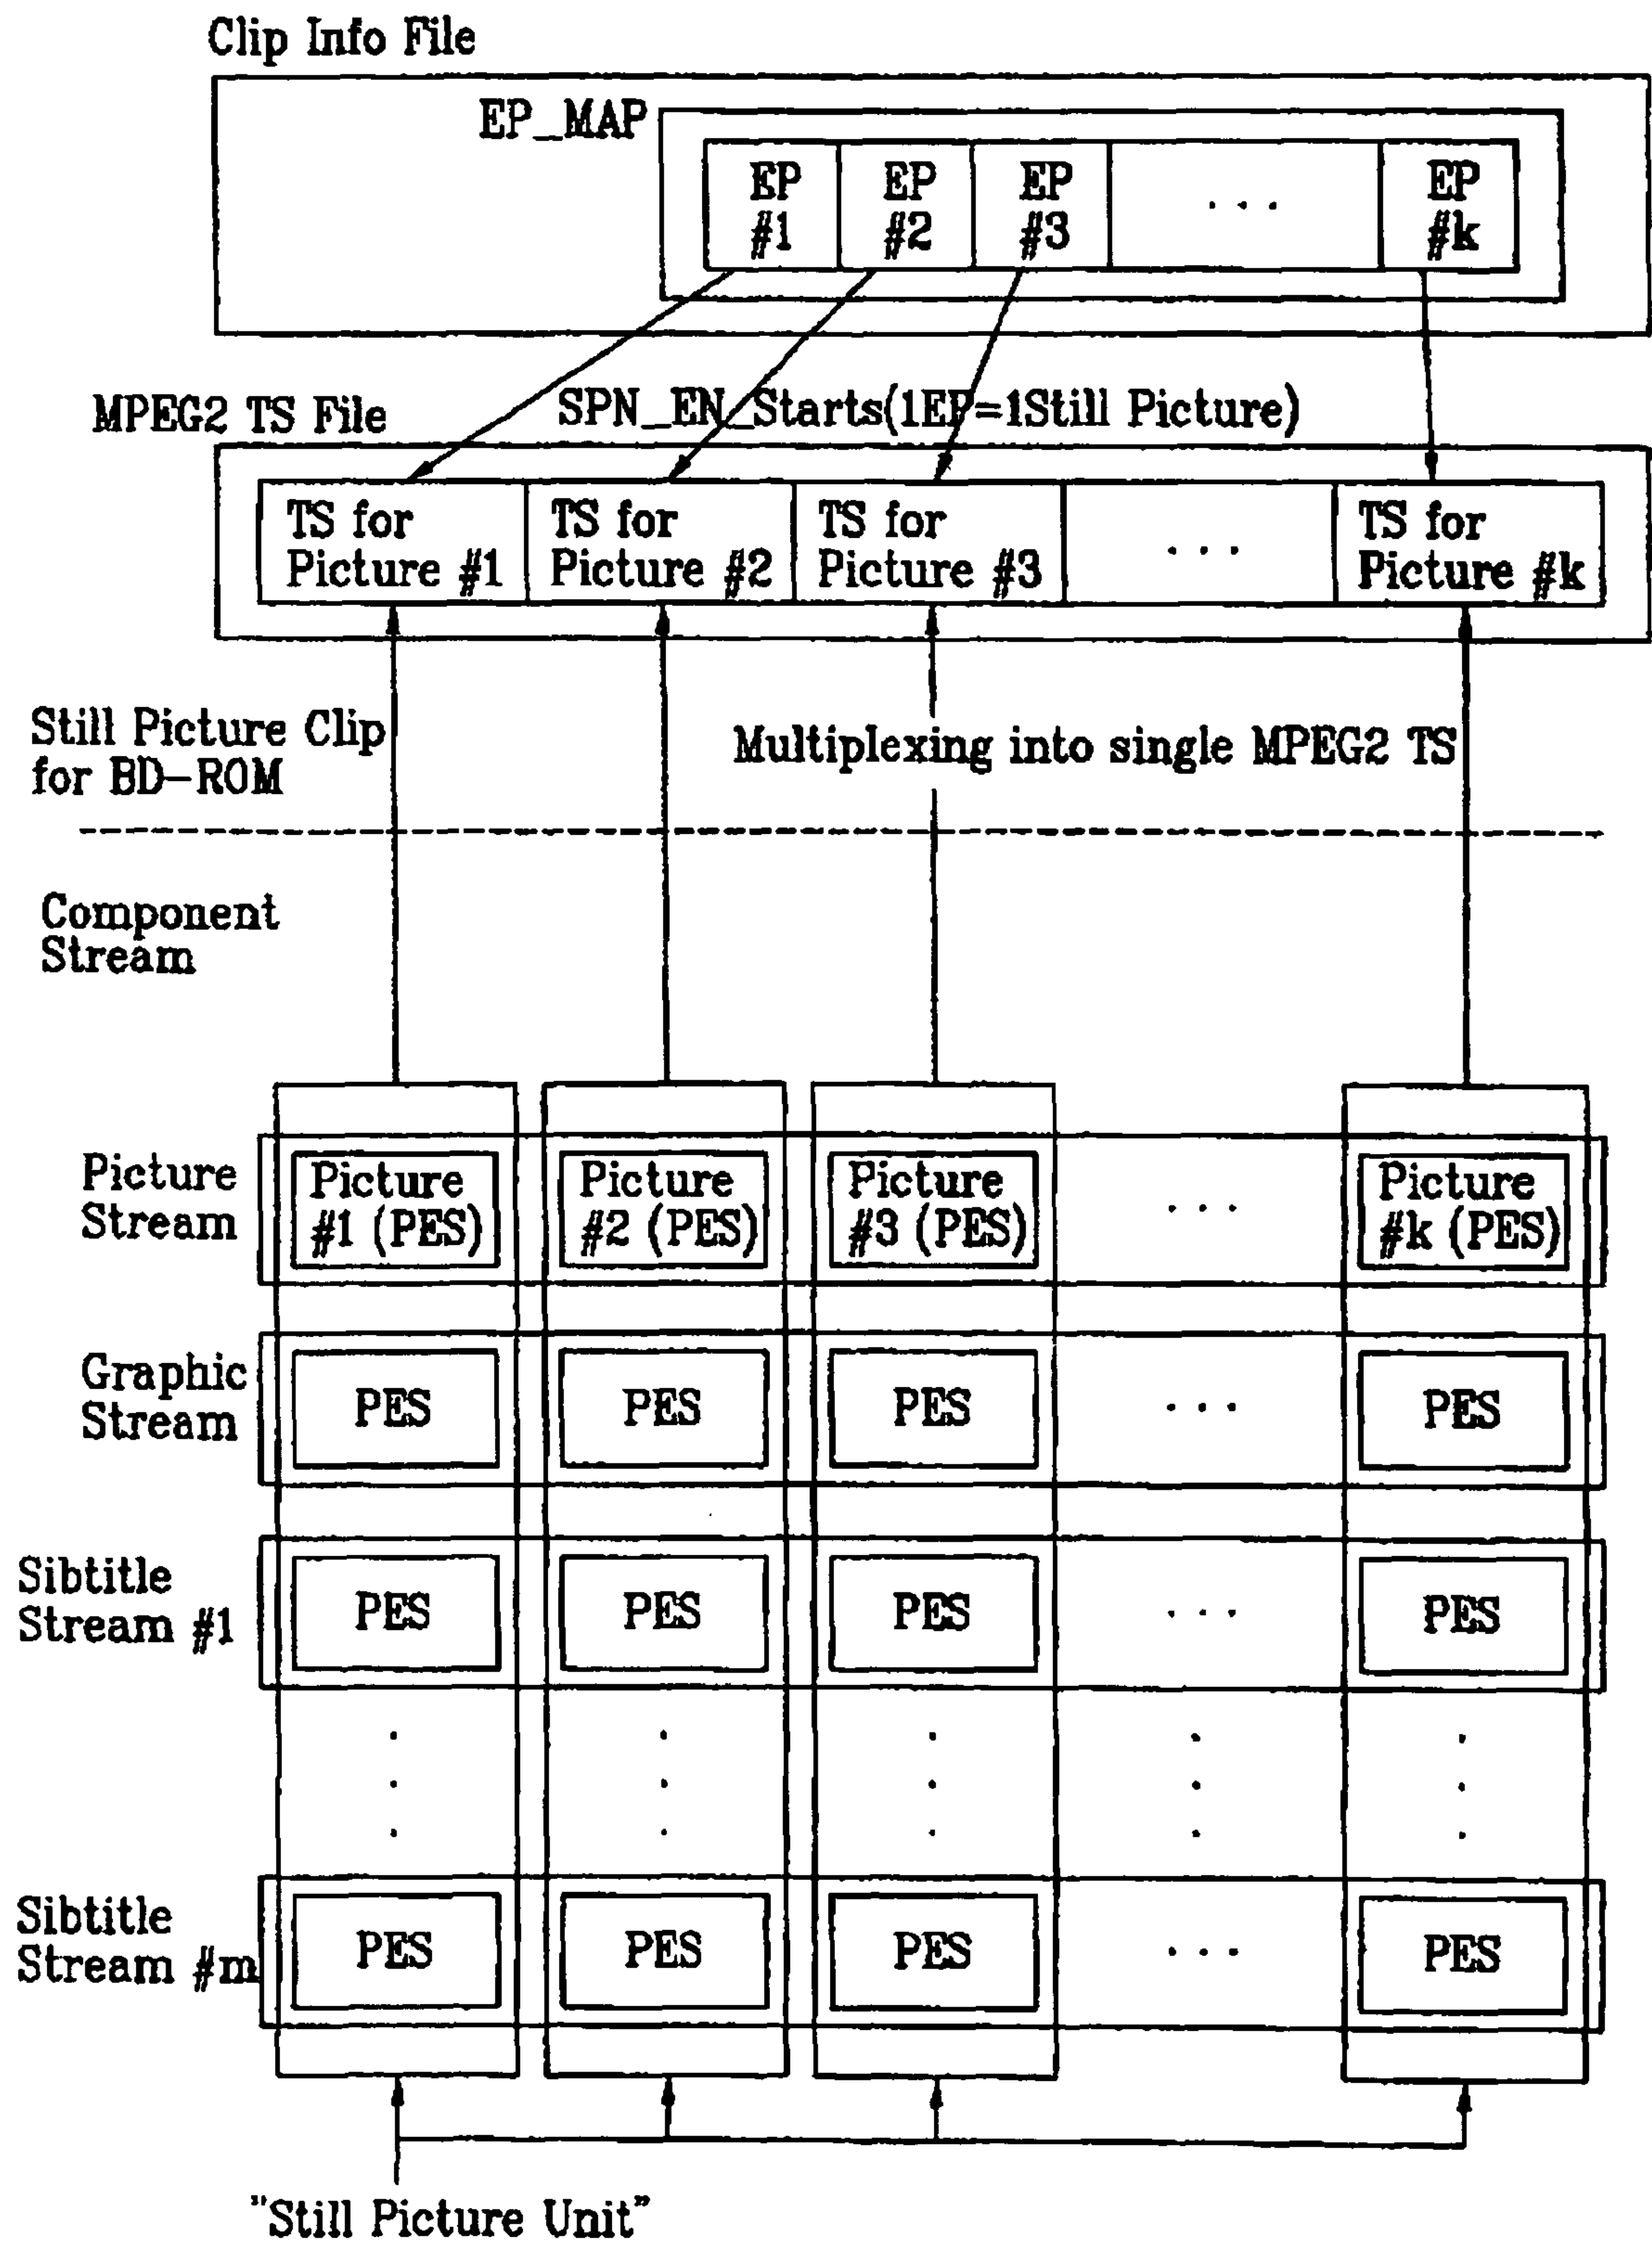 Clip Info File
EP_MAP
EP #1
EP #2
EP #3
. . .
EP #k
MPEG2 TS File
SPN_EN_Starts(1EP=1Still Picture)
TS for Picture #1
TS for Picture #2
TS for Picture #3
. . .
TS for Picture #k
Still Picture Clip
for BD-ROM
Multiplexing into single MPEG2 TS
Component
Stream
Picture
Stream
Picture #1 (PES)
Picture #2 (PES)
Picture #3 (PES)
. . .
Picture #k (PES)
Graphic
Stream
PES
PES
PES
. . .
PES
Sibtitle
Stream #1
PES
PES
PES
. . .
PES
Sibtitle
Stream #m
PES
PES
PES
. . .
PES
"Still Picture Unit"